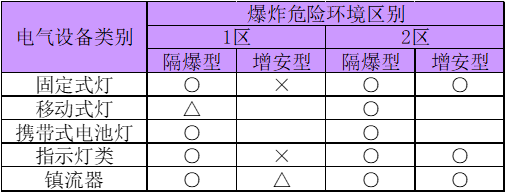 电气设备类别 爆炸危险环境区别
1区 2区
隔爆型 增安型 隔爆型 增安型
固定式灯 ○ × ○ ○
移动式灯 △ ○
携带式电池灯 ○ ○
指示灯类 ○ × ○ ○
镇流器 ○ △ ○ ○